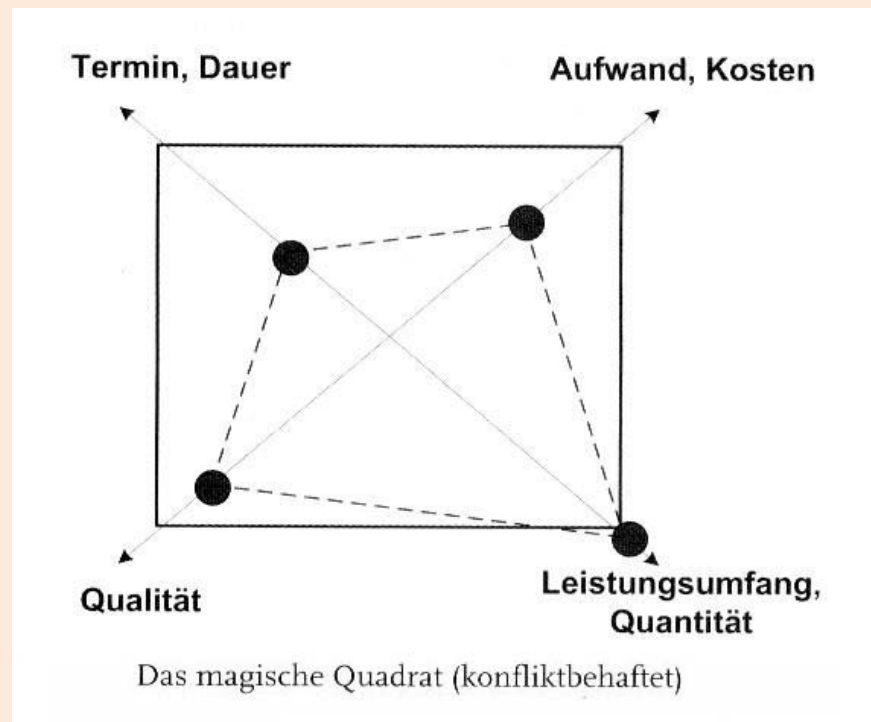 Termin, Dauer
Aufwand, Kosten
Qualität
Leistungsumfang,
Quantität
Das magische Quadrat (konfliktbehaftet)